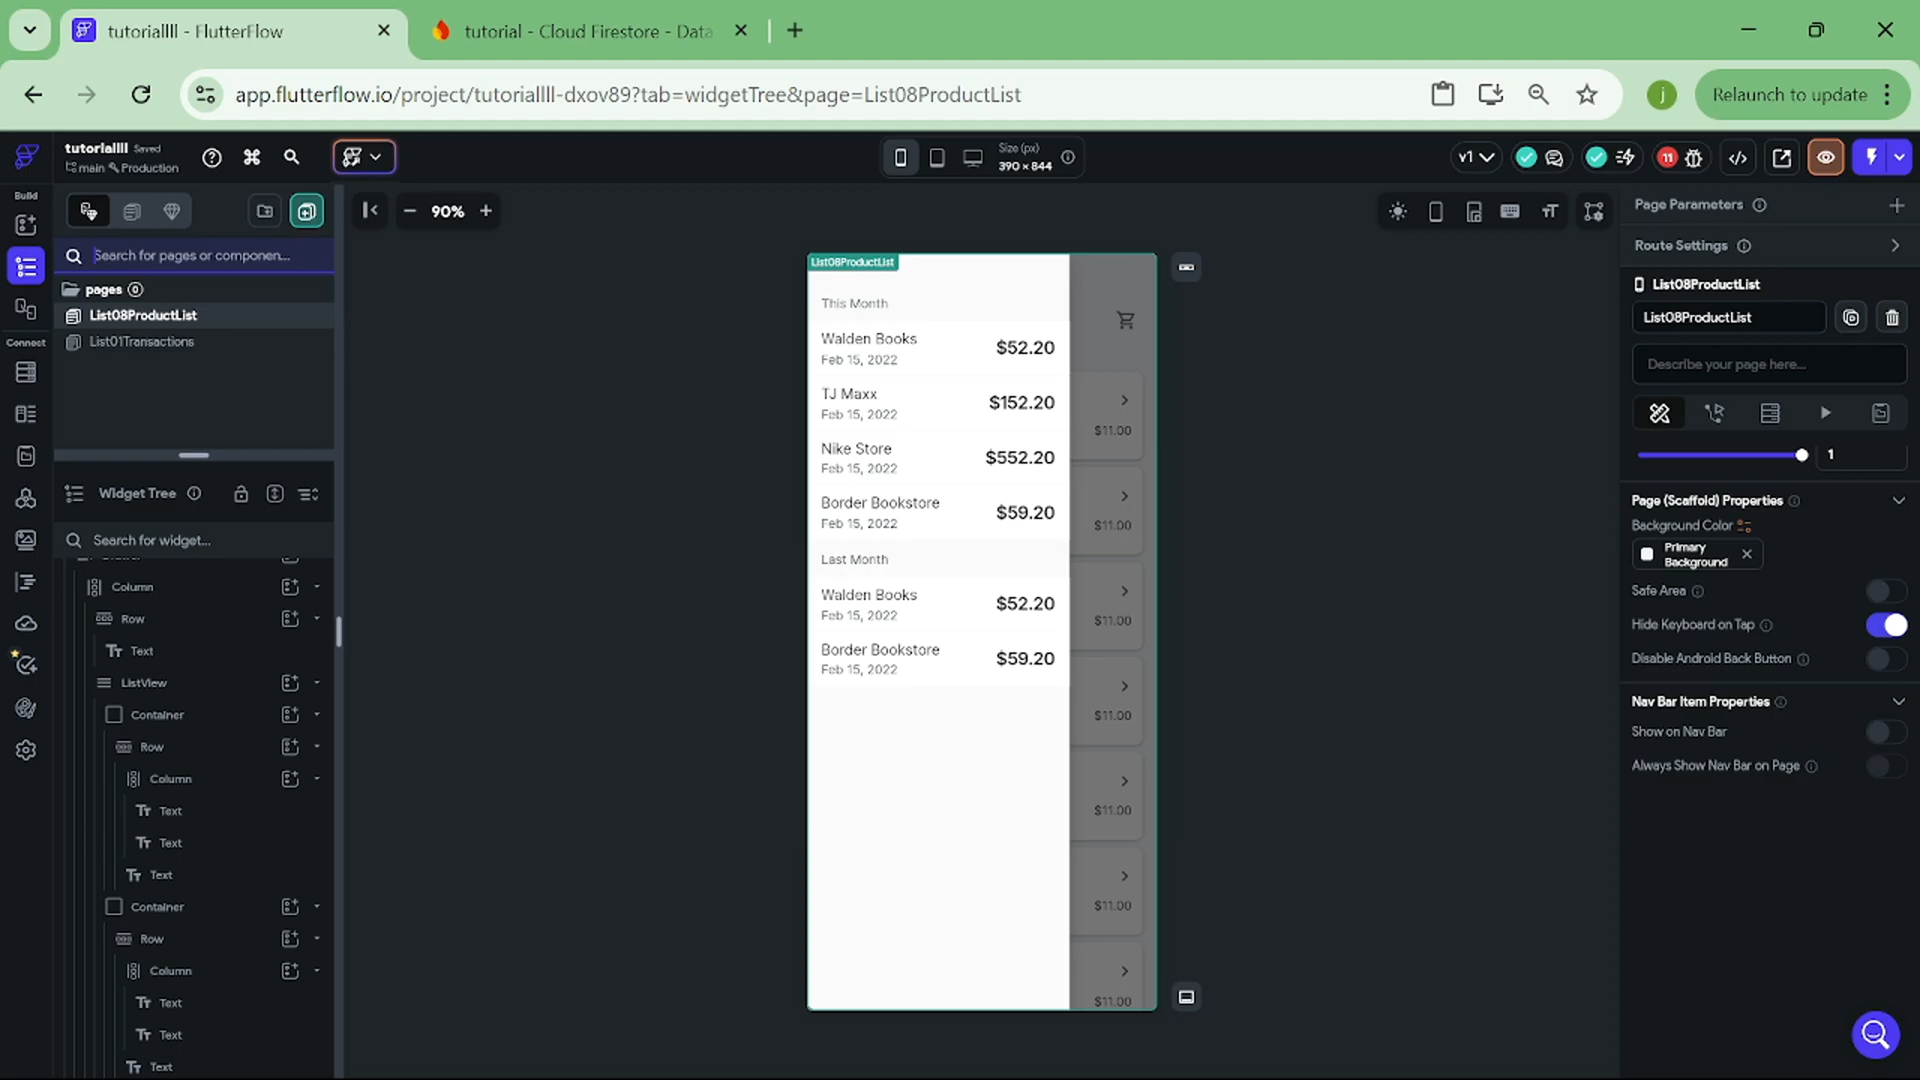 tutoriallll - FlutterFlow
tutorial - Cloud Firestore - Data
app.flutterflow.io/project/tutoriallll-dxov89?tab=widgetTree&page=List08ProductList
j
Relaunch to update
tutoriallll Saved
main Production
Size (px)
390 × 844
v1
11
Build
90%
Page Parameters
Search for pages or componen...
Route Settings
pages 0
List08ProductList
List01Transactions
Connect
List08ProductList
List08ProductList
List08ProductList
Describe your page here...
1
This Month
Walden Books
Feb 15, 2022
$52.20
TJ Maxx
Feb 15, 2022
$152.20
$11.00
Nike Store
Feb 15, 2022
$552.20
Border Bookstore
Feb 15, 2022
$59.20
$11.00
Last Month
Walden Books
Feb 15, 2022
$52.20
$11.00
Border Bookstore
Feb 15, 2022
$59.20
$11.00
$11.00
$11.00
$11.00
Widget Tree
Search for widget...
Column
Row
Text
ListView
Container
Row
Column
Text
Text
Text
Container
Row
Column
Text
Text
Text
Page (Scaffold) Properties
Background Color
Primary
Background
Safe Area
Hide Keyboard on Tap
Disable Android Back Button
Nav Bar Item Properties
Show on Nav Bar
Always Show Nav Bar on Page